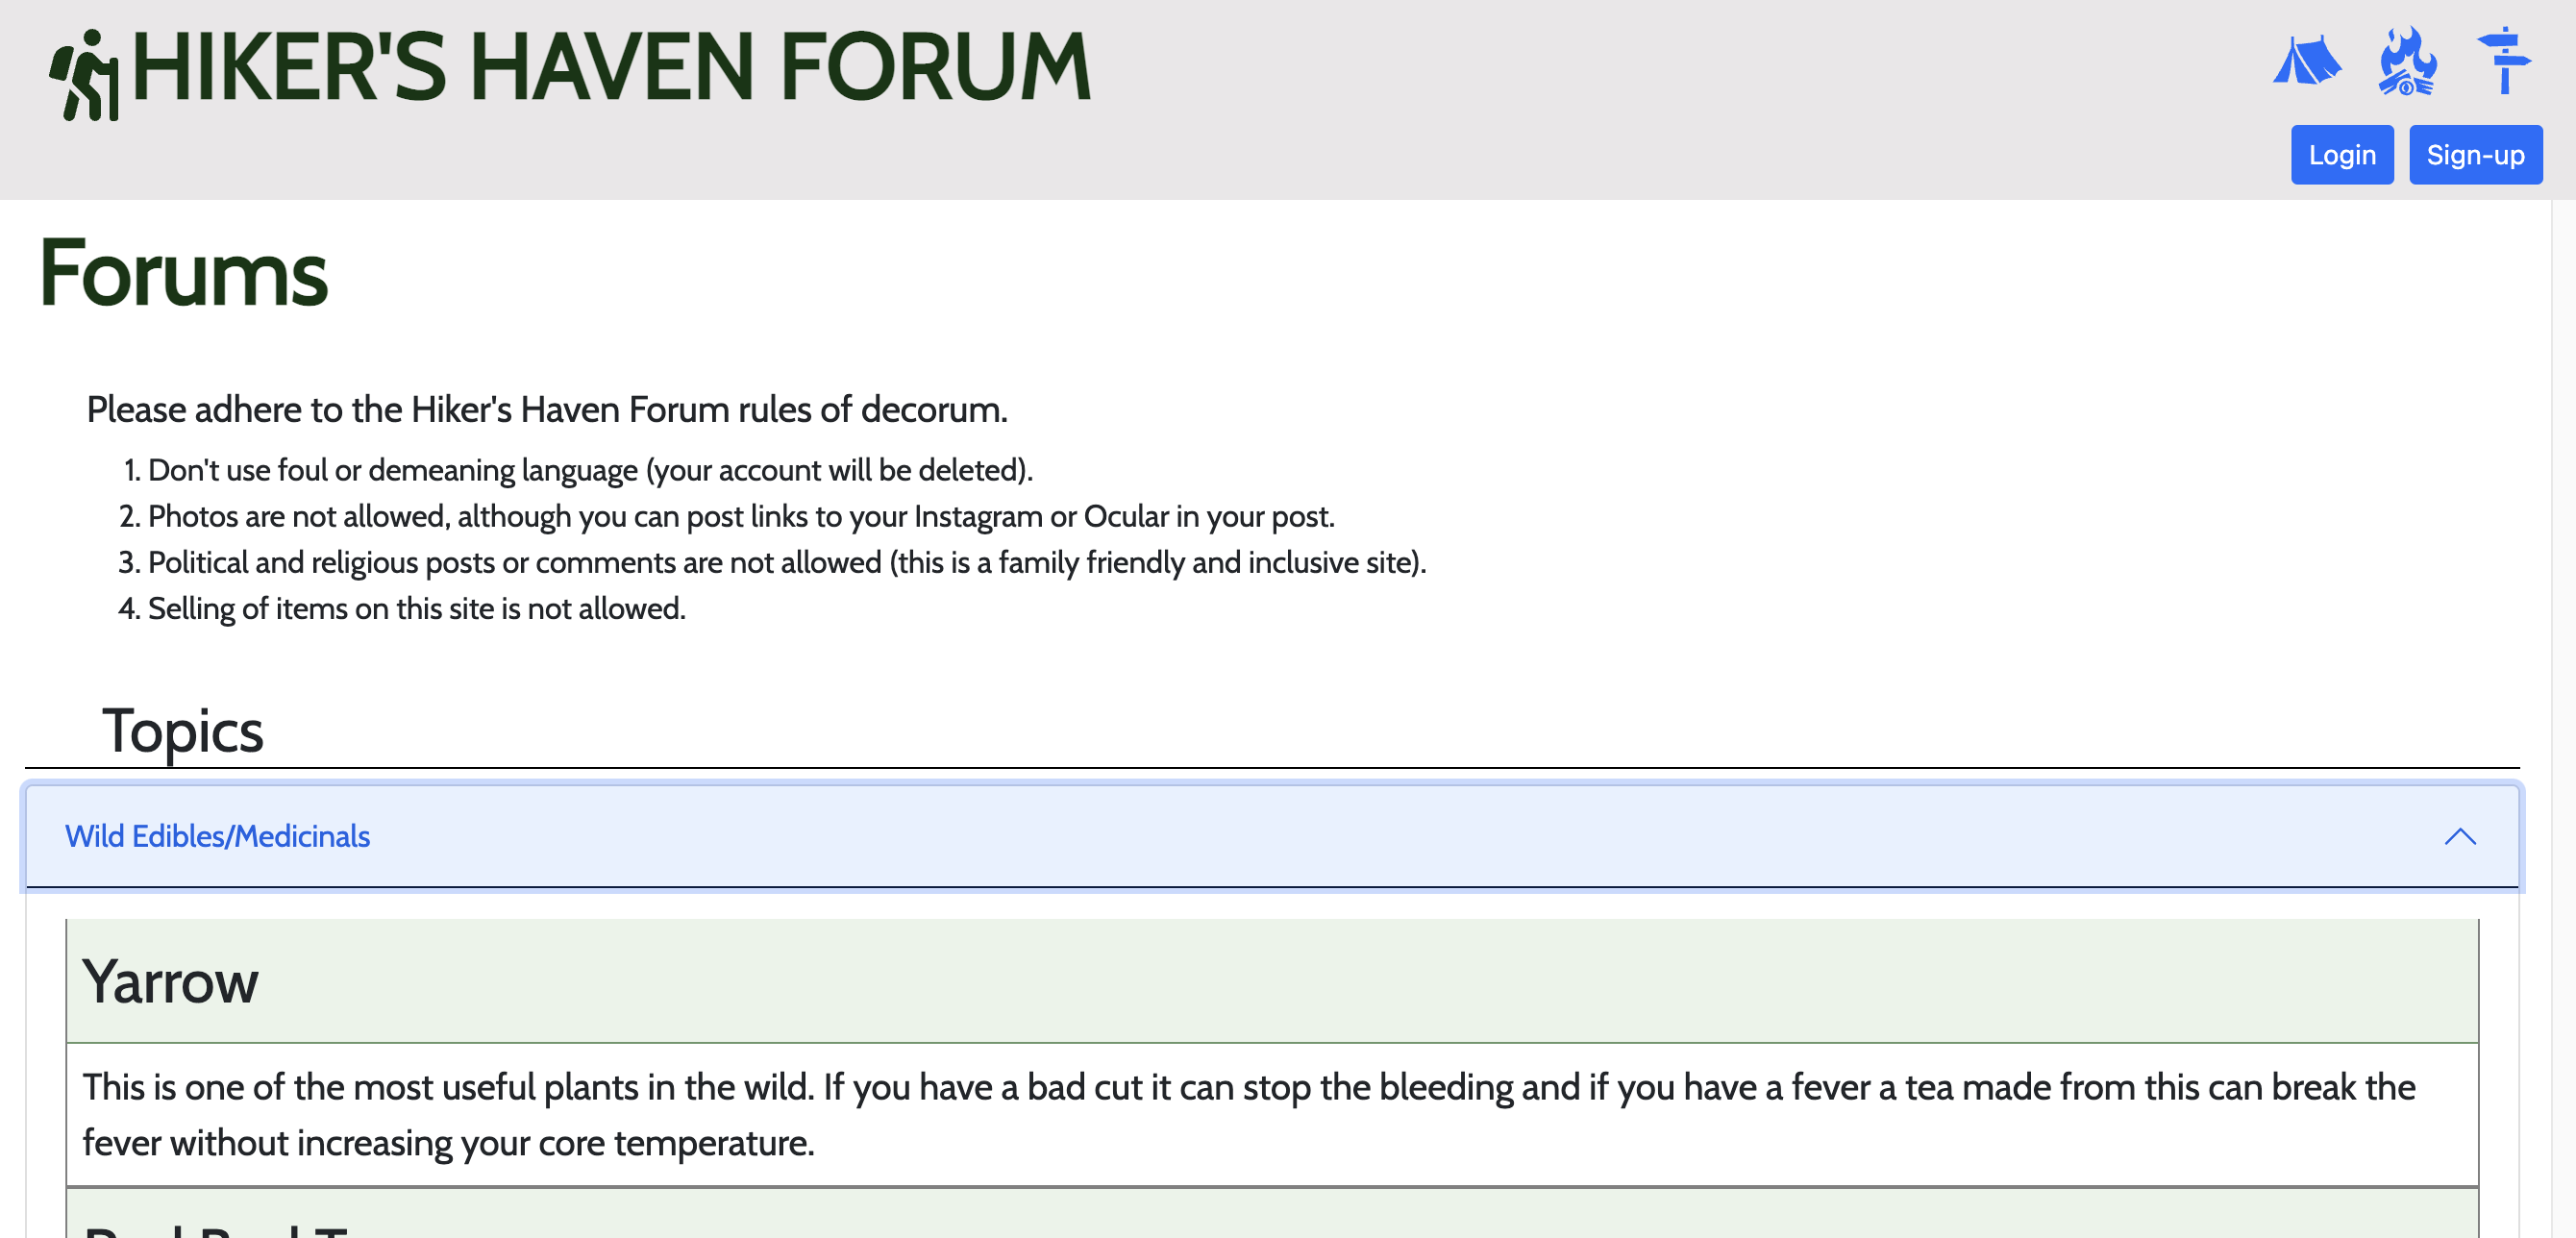 HIKER'S HAVEN FORUM
Login Sign-up
Forums
Please adhere to the Hiker's Haven Forum rules of decorum.
1. Don't use foul or demeaning language (your account will be deleted).
2. Photos are not allowed, although you can post links to your Instagram or Ocular in your post.
3. Political and religious posts or comments are not allowed (this is a family friendly and inclusive site).
4. Selling of items on this site is not allowed.
Topics
Wild Edibles/Medicinals
Yarrow
This is one of the most useful plants in the wild. If you have a bad cut it can stop the bleeding and if you have a fever a tea made from this can break the
fever without increasing your core temperature.